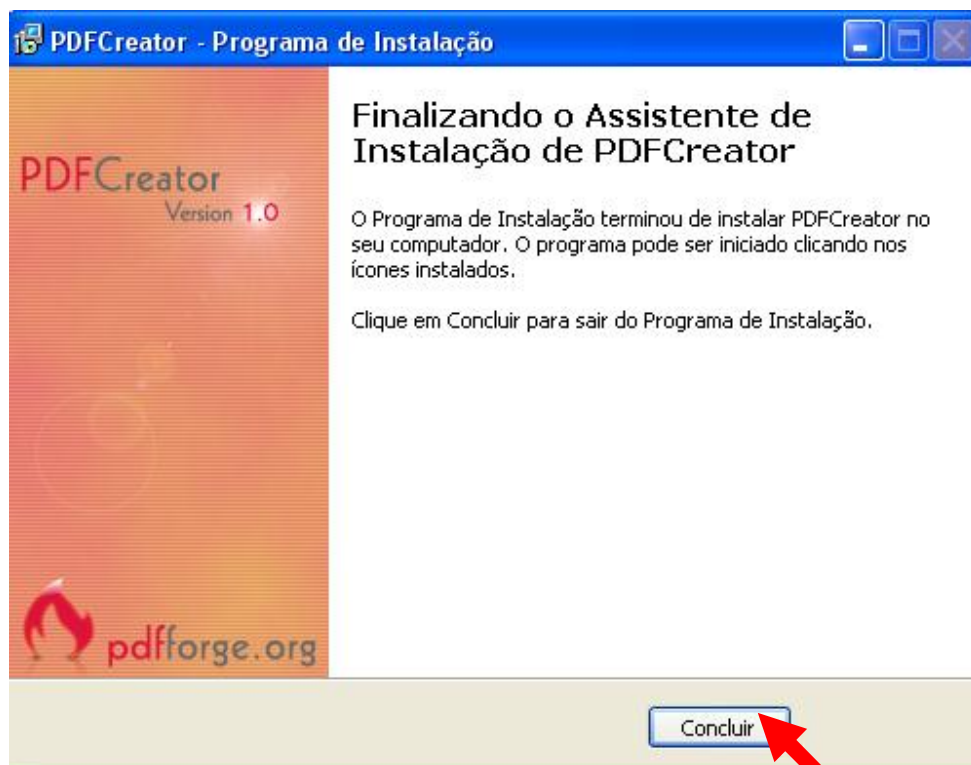 PDFCreator - Programa de Instalação
PDFCreator
Version 1.0
Finalizando o Assistente de
Instalação de PDFCreator
O Programa de Instalação terminou de instalar PDFCreator no
seu computador. O programa pode ser iniciado clicando nos
ícones instalados.
Clique em Concluir para sair do Programa de Instalação.
pdfforge.org
Concluir